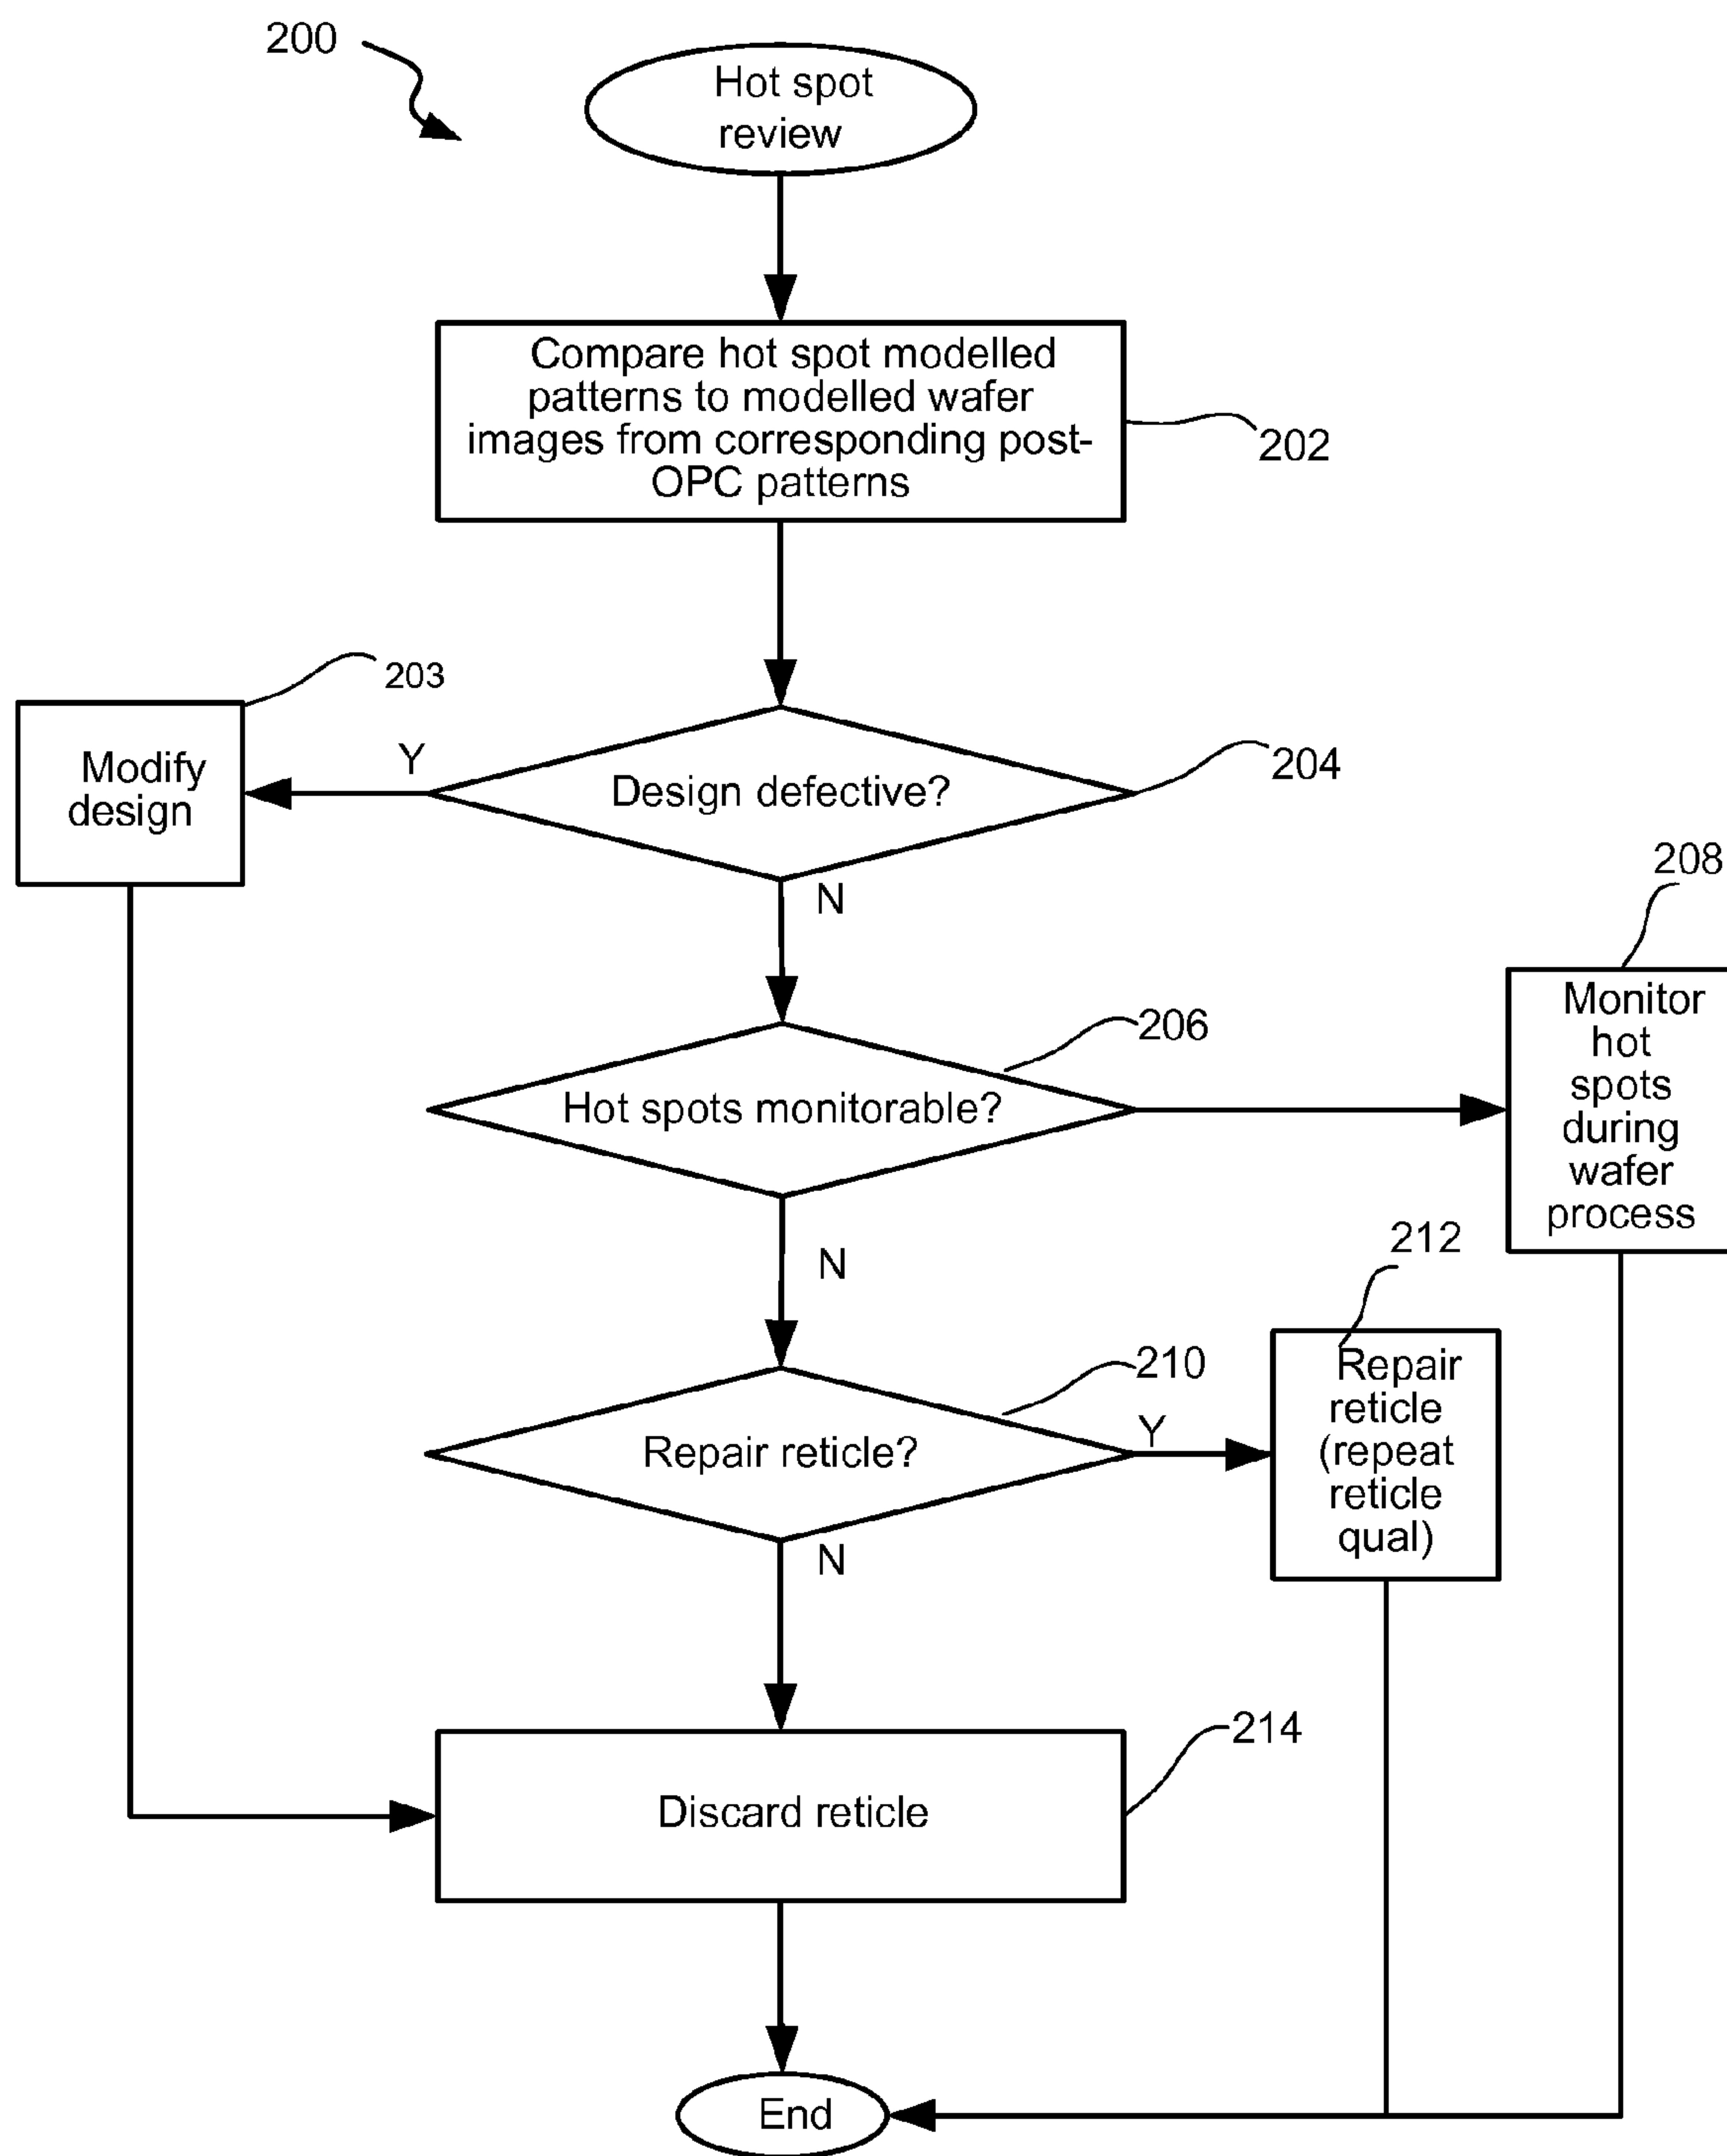 200
Hot spot
review
Compare hot spot modelled
patterns to modelled wafer
images from corresponding post-
OPC patterns
202
203
Modify
design
Y
Design defective?
204
N
208
Monitor
hot
spots
during
wafer
process
206
Hot spots monitorable?
N
212
Repair
reticle
(repeat
reticle
qual)
210
Repair reticle?
Y
N
214
Discard reticle
End